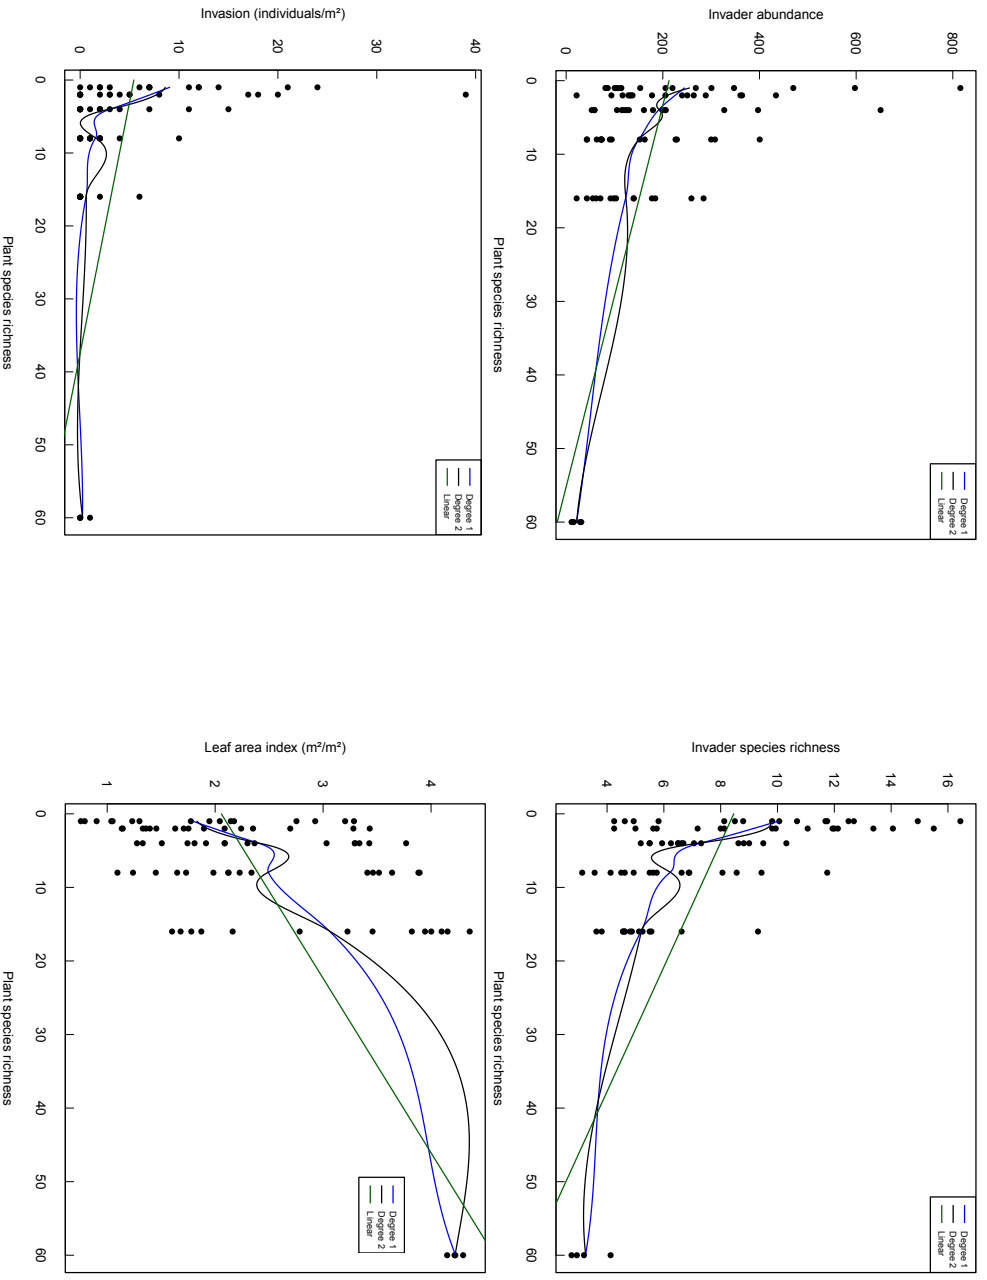 Invader abundance
0 200 400 600 800
0 10 20 30 40 50 60
Plant species richness
Degree 1
Degree 2
Linear
Invader species richness
4 6 8 10 12 14 16
0 10 20 30 40 50 60
Plant species richness
Degree 1
Degree 2
Linear
Invasion (individuals/m²)
0 10 20 30 40
0 10 20 30 40 50 60
Plant species richness
Degree 1
Degree 2
Linear
Leaf area index (m²/m²)
1 2 3 4
0 10 20 30 40 50 60
Plant species richness
Degree 1
Degree 2
Linear